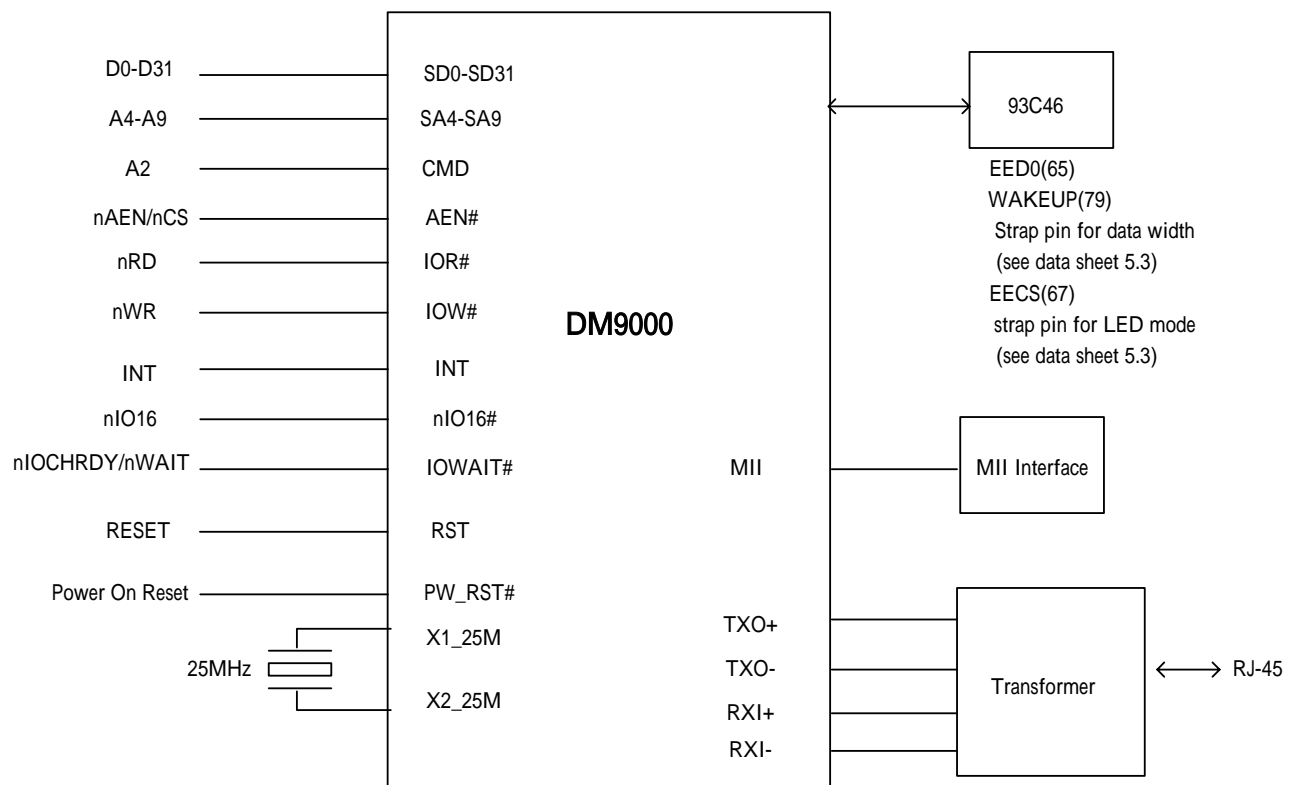 D0-D31
SD0-SD31
A4-A9
SA4-SA9
A2
CMD
nAEN/nCS
AEN#
nRD
IOR#
nWR
IOW#
INT
INT
nIO16
nIO16#
nIOCHRDY/nWAIT
IOWAIT#
RESET
RST
Power On Reset
PW_RST#
25MHz
X1_25M
X2_25M
DM9000
MII
TXO+
TXO-
RXI+
RXI-
93C46
EED0(65)
WAKEUP(79)
Strap pin for data width
(see data sheet 5.3)
EECS(67)
strap pin for LED mode
(see data sheet 5.3)
MII Interface
Transformer
RJ-45